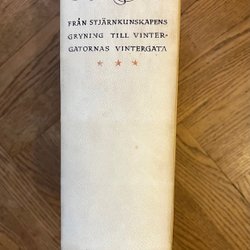 FRÅN STJÄRNKUNSKAPENS
GRYNING TILL VINTER-
GATORNAS VINTERGATA